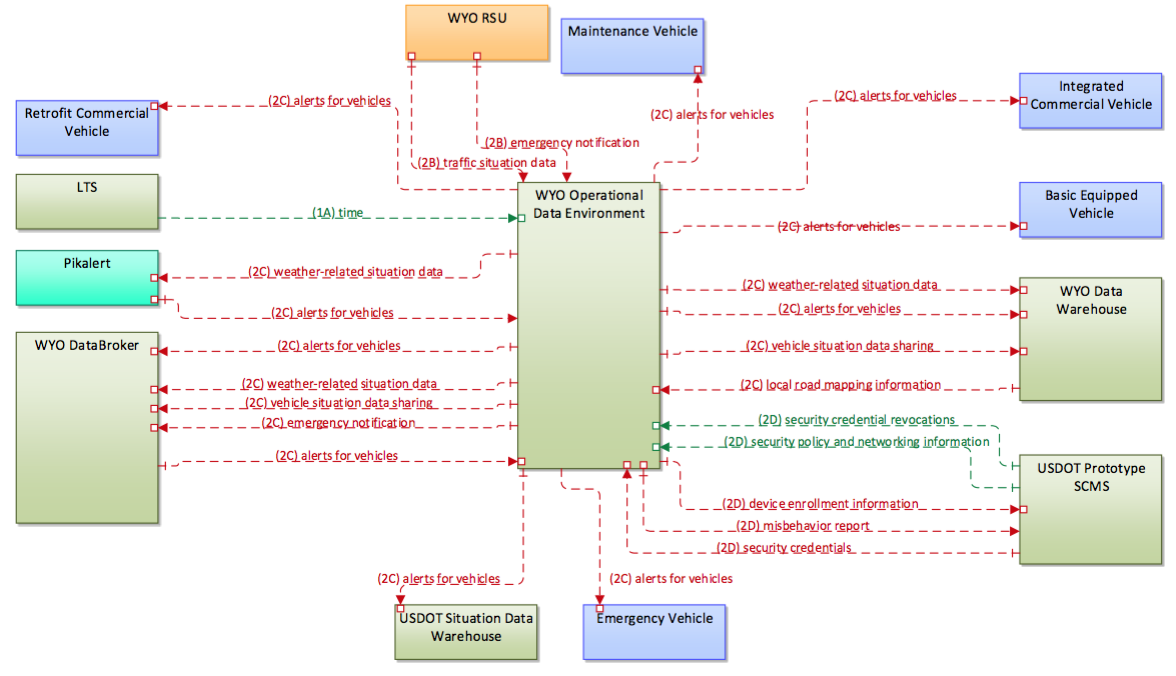 WYO RSU
Maintenance Vehicle
Integrated
Commercial Vehicle
(2C) alerts for vehicles
(2C) alerts for vehicles
Retrofit Commercial
Vehicle
(2C) alerts for vehicles
(2B) emergency notification
(2B) traffic situation data
LTS
WYO Operational
Data Environment
Basic Equipped
Vehicle
(1A) time
(2C) alerts for vehicles
Pikalert
(2C) weather-related situation data
(2C) alerts for vehicles
(2C) weather-related situation data
(2C) alerts for vehicles
WYO Data
Warehouse
WYO DataBroker
(2C) alerts for vehicles
(2C) vehicle situation data sharing
(2C) weather-related situation data
(2C) local road mapping information
(2C) vehicle situation data sharing
(2C) emergency notification
(2D) security credential revocations
(2D) security policy and networking information
(2C) alerts for vehicles
USDOT Prototype
SCMS
(2D) device enrollment information
(2D) misbehavior report
(2D) security credentials
(2C) alerts for vehicles
(2C) alerts for vehicles
USDOT Situation Data
Warehouse
Emergency Vehicle